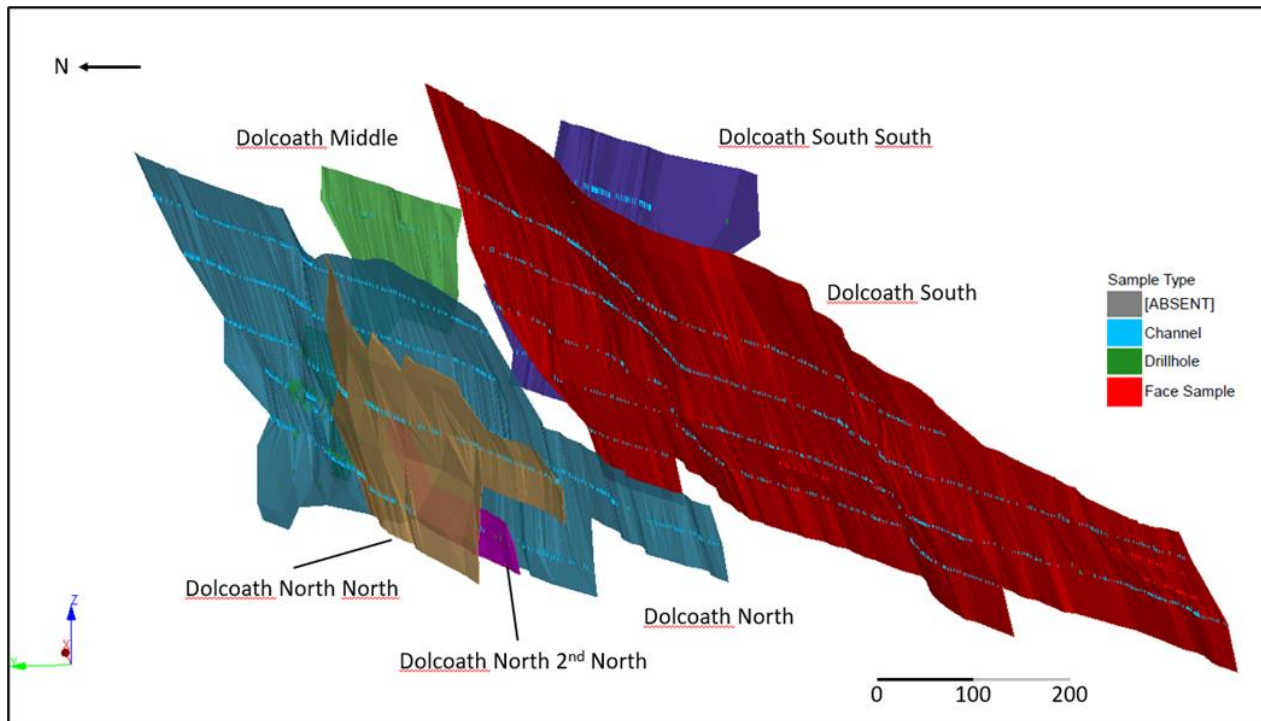 N
Dolcoath Middle
Dolcoath South South
Dolcoath South
Sample Type
[ABSENT]
Channel
Drillhole
Face Sample
Dolcoath North North
Dolcoath North
Dolcoath North 2nd North
Z
X
Y
0 100 200